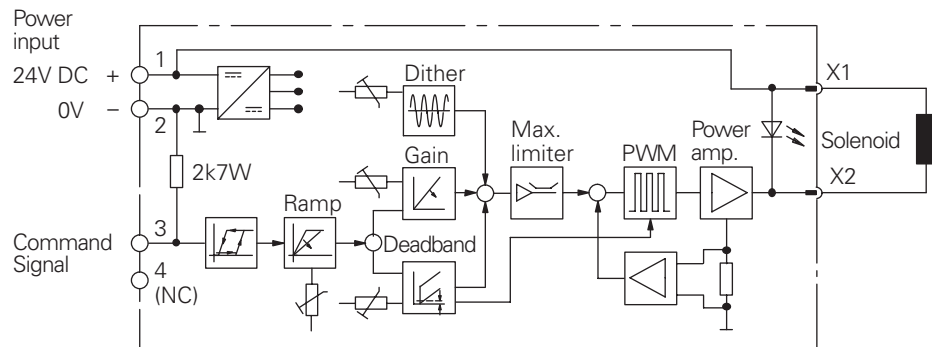 Power
input
1
24V DC +
0V −
2
2k7W
3
Command
Signal
4
(NC)
Ramp
Dither
Gain
Deadband
Max.
limiter
PWM
Power
amp.
X1
Solenoid
X2